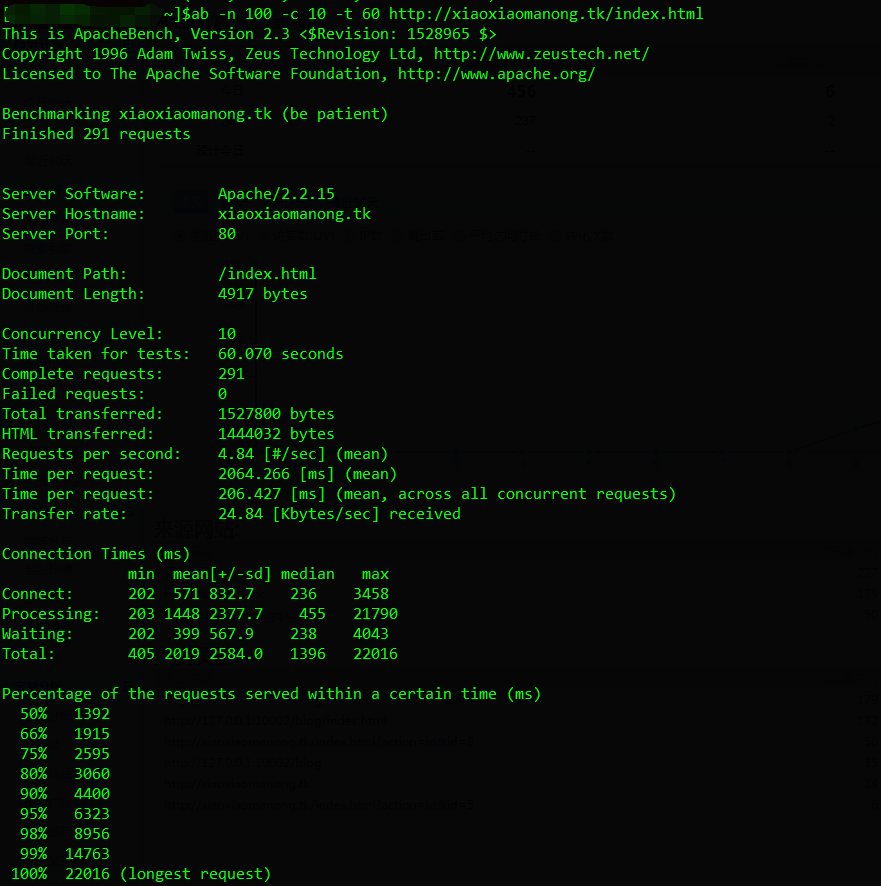 [ ~]$ab -n 100 -c 10 -t 60 http://xiaoxiaomanong.tk/index.html
This is ApacheBench, Version 2.3 <$Revision: 1528965 $>
Copyright 1996 Adam Twiss, Zeus Technology Ltd, http://www.zeustech.net/
Licensed to The Apache Software Foundation, http://www.apache.org/

Benchmarking xiaoxiaomanong.tk (be patient)
Finished 291 requests

Server Software:        Apache/2.2.15
Server Hostname:        xiaoxiaomanong.tk
Server Port:            80

Document Path:          /index.html
Document Length:        4917 bytes

Concurrency Level:      10
Time taken for tests:   60.070 seconds
Complete requests:      291
Failed requests:        0
Total transferred:      1527800 bytes
HTML transferred:       1444032 bytes
Requests per second:    4.84 [#/sec] (mean)
Time per request:       2064.266 [ms] (mean)
Time per request:       206.427 [ms] (mean, across all concurrent requests)
Transfer rate:          24.84 [Kbytes/sec] received

Connection Times (ms)
              min  mean[+/-sd] median   max
Connect:      202  571 832.7    236    3458
Processing:   203 1448 2377.7    455   21790
Waiting:      202  399 567.9    238    4043
Total:        405 2019 2584.0   1396   22016

Percentage of the requests served within a certain time (ms)
  50%   1392
  66%   1915
  75%   2595
  80%   3060
  90%   4400
  95%   6323
  98%   8956
  99%  14763
 100%  22016 (longest request)